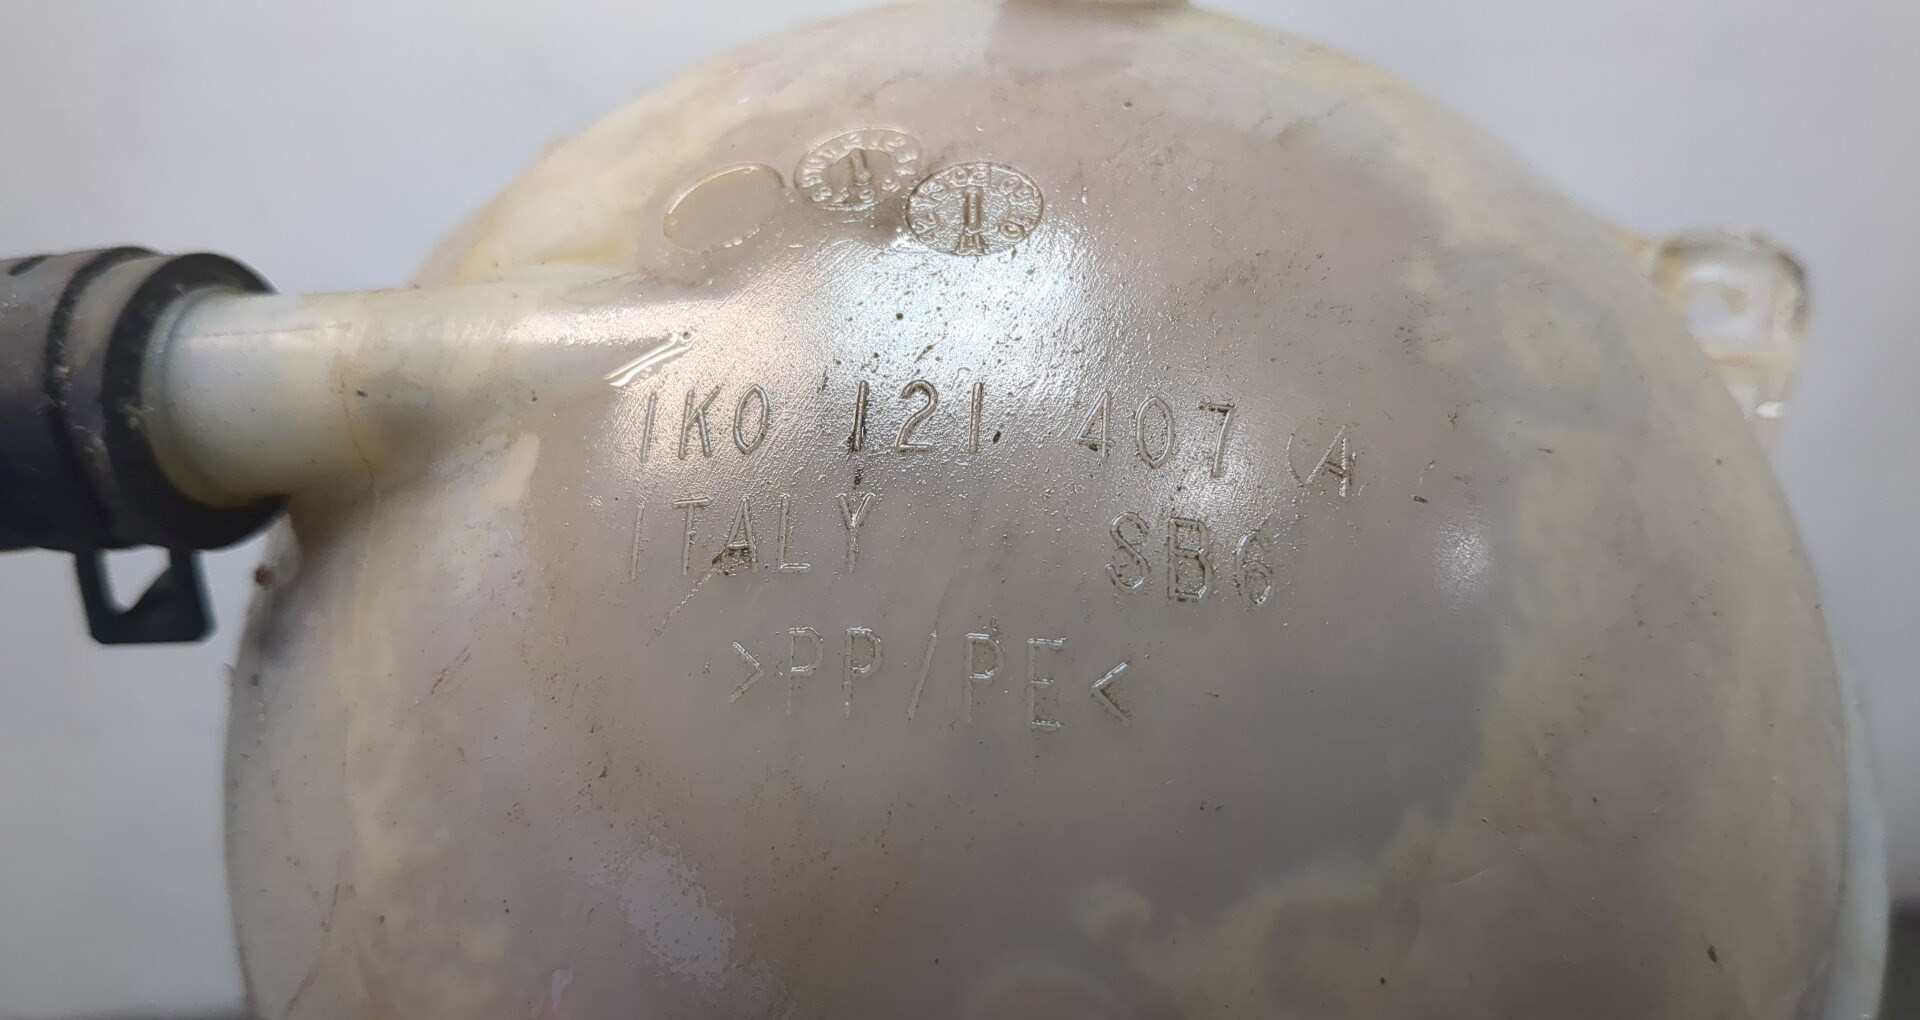 1K0 121 407 A
ITALY SB6
>PP/PE<